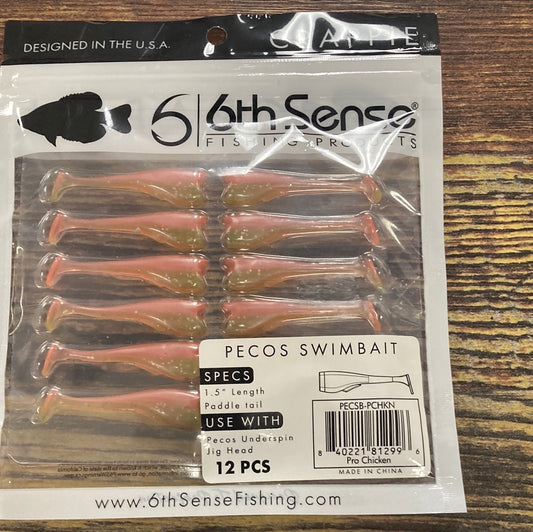 DESIGNED IN THE U.S.A.
CRAPPIE
6 6th Sense®
FISHING PRODUCTS
PECOS SWIMBAIT
SPECS
1.5" Length
Paddle tail
USE WITH
Pecos Underspin
Jig Head
12 PCS
PECSB-PCHKN
8 40221 81299 6
Pro Chicken
MADE IN CHINA
www.6thSenseFishing.com